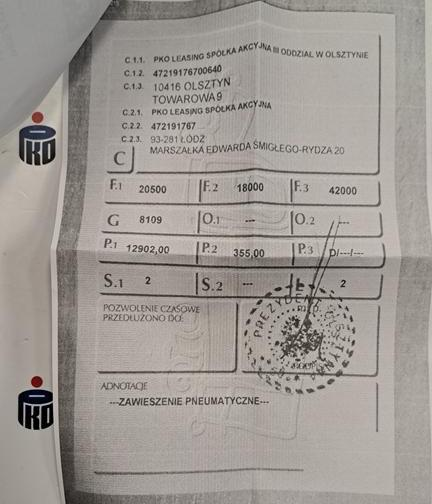 C.1.1. PKO LEASING SPÓŁKA AKCYJNA III ODDZIAŁ W OLSZTYNIE
C.1.2. 47219176700640
C.1.3. 10416 OLSZTYN
TOWAROWA 9
C.2.1. PKO LEASING SPÓŁKA AKCYJNA
C.2.2. 472191767
C.2.3. 93-281 ŁÓDŹ
MARSZAŁKA EDWARDA ŚMIGŁEGO-RYDZA 20
C
F.1 20500 F.2 18000 F.3 42000
G 8109 O.1 --- O.2 ---
P.1 12902,00 P.2 355,00 P.3 D/---/---
S.1 2 S.2 --- L 2
POZWOLENIE CZASOWE
PRZEDŁUŻONO DO:
PREZYDENT OLSZTYNA
ADNOTACJE
---ZAWIESZENIE PNEUMATYCZNE---
PKO
PKO